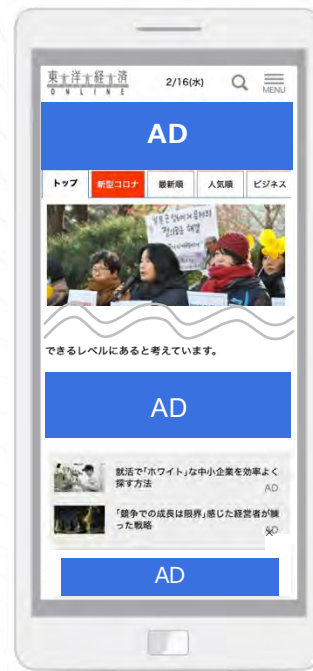 東洋経済
ONLINE
2/16(水)
MENU
AD
トップ
新型コロナ
最新順
人気順
ビジネス
できるレベルにあると考えています。
AD
就活で「ホワイト」な中小企業を効率よく
探す方法
AD
「競争での成長は限界」感じた経営者が練
った戦略
AD
×
AD